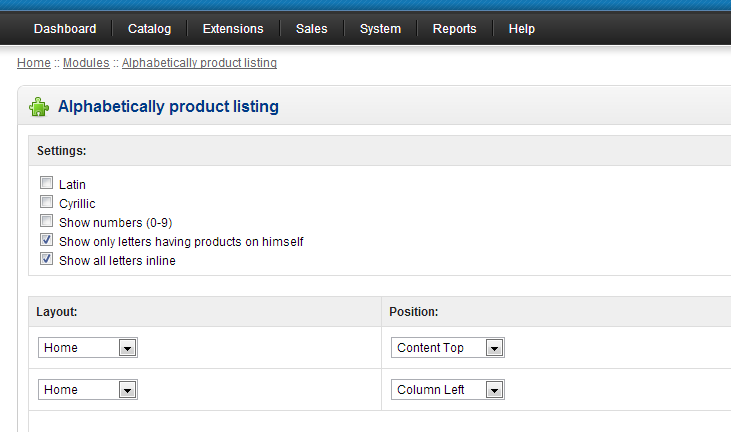 Dashboard Catalog Extensions Sales System Reports Help
Home :: Modules :: Alphabetically product listing
Alphabetically product listing
Settings:
Latin
Cyrillic
Show numbers (0-9)
Show only letters having products on himself
Show all letters inline
Layout: Position:
Home Content Top
Home Column Left